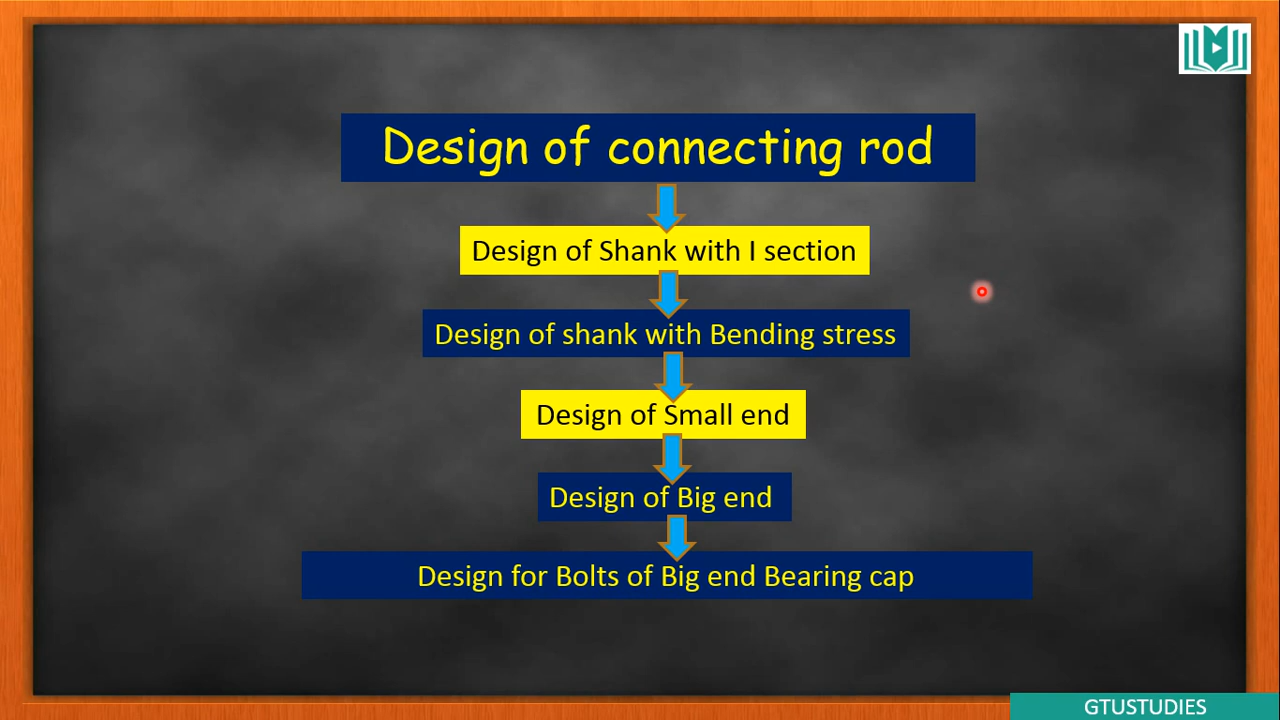 Design of connecting rod
Design of Shank with I section
Design of shank with Bending stress
Design of Small end
Design of Big end
Design for Bolts of Big end Bearing cap
GTUSTUDIES